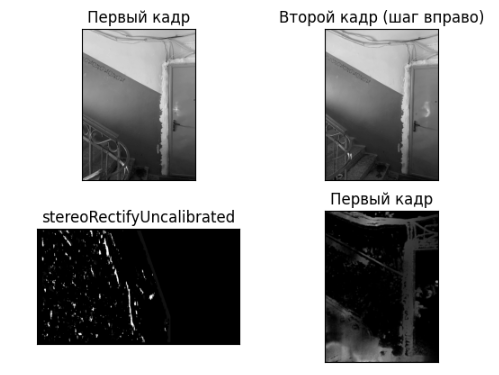 Первый кадр
Второй кадр (шаг вправо)
stereoRectifyUncalibrated
Первый кадр